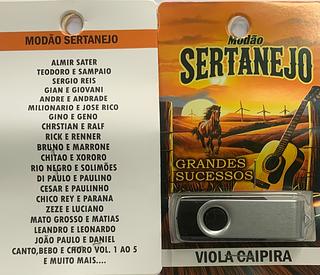 MODÃO SERTANEJO
ALMIR SATER
TEODORO E SAMPAIO
SERGIO REIS
GIAN E GIOVANI
ANDRE E ANDRADE
MILIONARIO E JOSE RICO
GINO E GENO
CHRSTIAN E RALF
RICK E RENNER
BRUNO E MARRONE
CHITAO E XORORO
RIO NEGRO E SOLIMÕES
DI PAULO E PAULINO
CESAR E PAULINHO
CHICO REY E PARANA
ZEZE E LUCIANO
MATO GROSSO E MATIAS
LEANDRO E LEONARDO
JOÃO PAULO E DANIEL
CANTO,BEBO E CHORO VOL. 1 AO 5
E MUITO MAIS....
Modão
SERTANEJO
GRANDES
SUCESSOS
VIOLA CAIPIRA